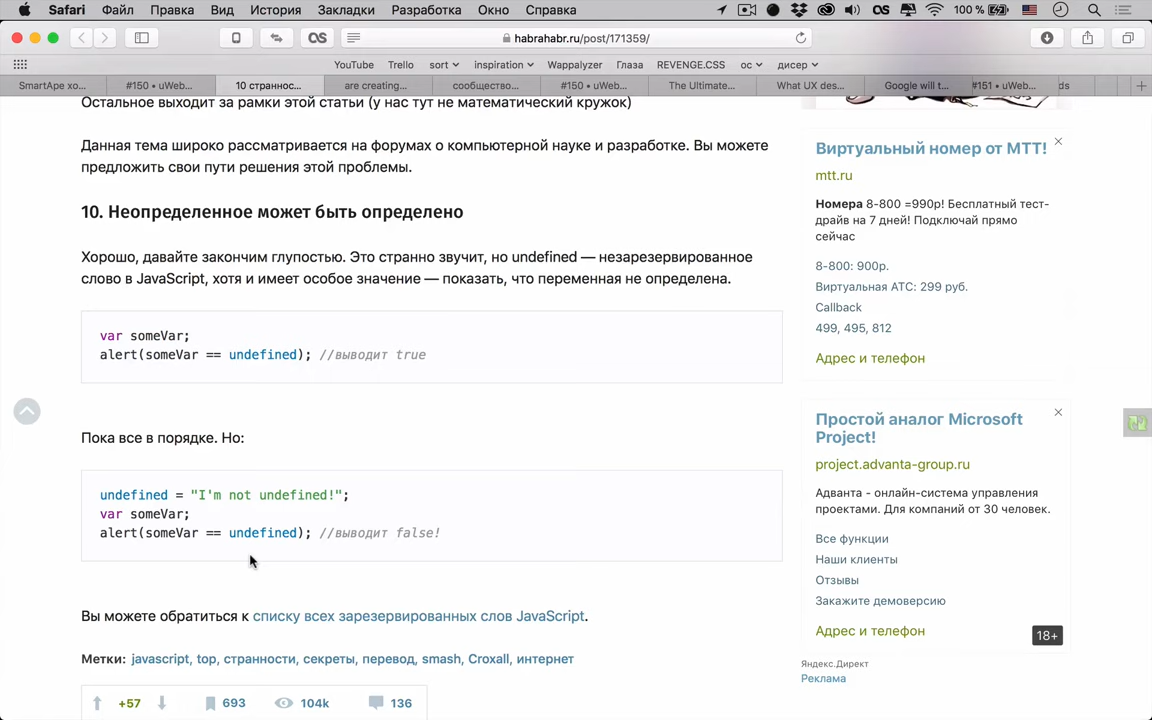 Safari Файл Правка Вид История Закладки Разработка Окно Справка
100 %
habrahabr.ru/post/171359/
YouTube Trello sort inspiration Wappalyzer Глаза REVENGE.CSS ос дисер
SmartApe хо... #150 • uWeb... 10 страннос... are creating... сообщество... #150 • uWeb... The Ultimate... What UX des... Google will t... #151 • uWeb... ds
Остальное выходит за рамки этой статьи (у нас тут не математический кружок)
Данная тема широко рассматривается на форумах о компьютерной науке и разработке. Вы можете
предложить свои пути решения этой проблемы.
10. Неопределенное может быть определено
Хорошо, давайте закончим глупостью. Это странно звучит, но undefined — незарезервированное
слово в JavaScript, хотя и имеет особое значение — показать, что переменная не определена.
var someVar;
alert(someVar == undefined); //выводит true
Пока все в порядке. Но:
undefined = "I'm not undefined!";
var someVar;
alert(someVar == undefined); //выводит false!
Вы можете обратиться к списку всех зарезервированных слов JavaScript.
Метки: javascript, top, странности, секреты, перевод, smash, Croxall, интернет
+57 693 104k 136
Виртуальный номер от МТТ!
mtt.ru
Номера 8-800 =990р! Бесплатный тест-
драйв на 7 дней! Подключай прямо
сейчас
8-800: 900р.
Виртуальная АТС: 299 руб.
Callback
499, 495, 812
Адрес и телефон
Простой аналог Microsoft
Project!
project.advanta-group.ru
Адванта - онлайн-система управления
проектами. Для компаний от 30 человек.
Все функции
Наши клиенты
Отзывы
Закажите демоверсию
Адрес и телефон
18+
Яндекс.Директ
Реклама